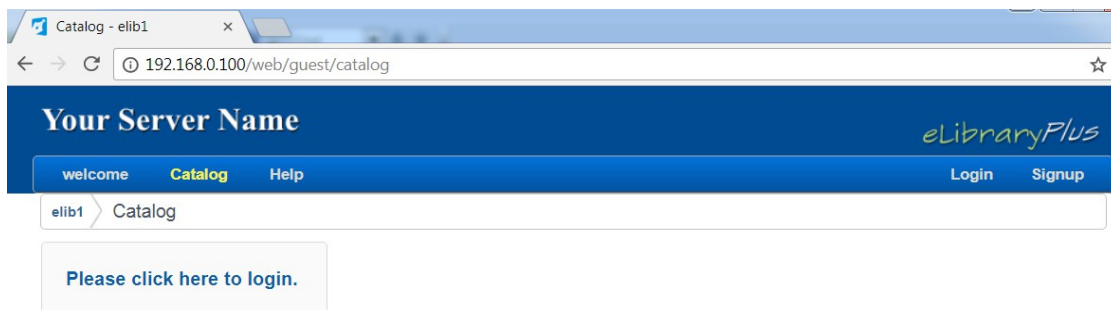 Catalog - elib1
192.168.0.100/web/guest/catalog
Your Server Name
eLibraryPlus
welcome Catalog Help Login Signup
elib1 Catalog
Please click here to login.